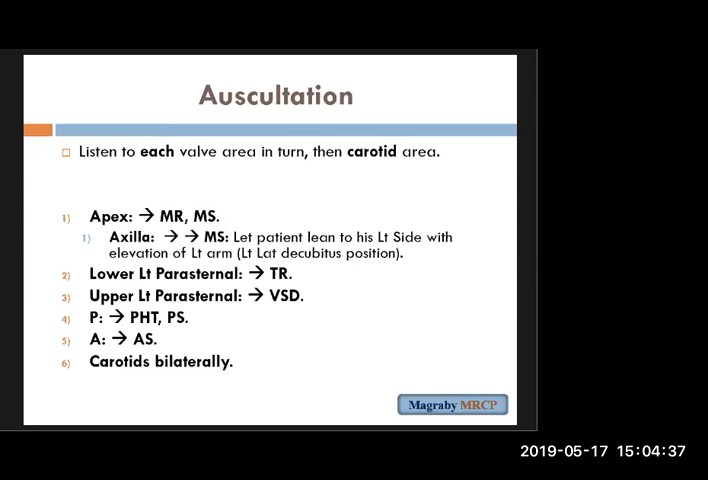 Auscultation
Listen to each valve area in turn, then carotid area.
1) Apex: → MR, MS.
1) Axilla: → → MS: Let patient lean to his Lt Side with
elevation of Lt arm (Lt Lat decubitus position).
2) Lower Lt Parasternal: → TR.
3) Upper Lt Parasternal: → VSD.
4) P: → PHT, PS.
5) A: → AS.
6) Carotids bilaterally.
Magraby MRCP
2019-05-17 15:04:37